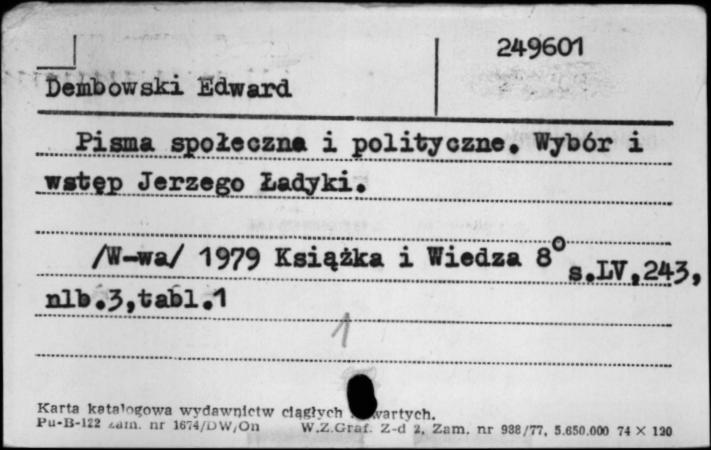 249601
Dembowski Edward
Pisma społeczne i polityczne. Wybór i
wstęp Jerzego Ładyki.
/W-wa/ 1979 Książka i Wiedza 8° s.LV,243,
nlb.3,tabl.1
1
Karta katalogowa wydawnictw ciągłych wartych.
Pu-B-122 zam. nr 1674/DW/On W.Z.Graf. Z-d 2, Zam. nr 988/77, 5.650.000 74 × 120